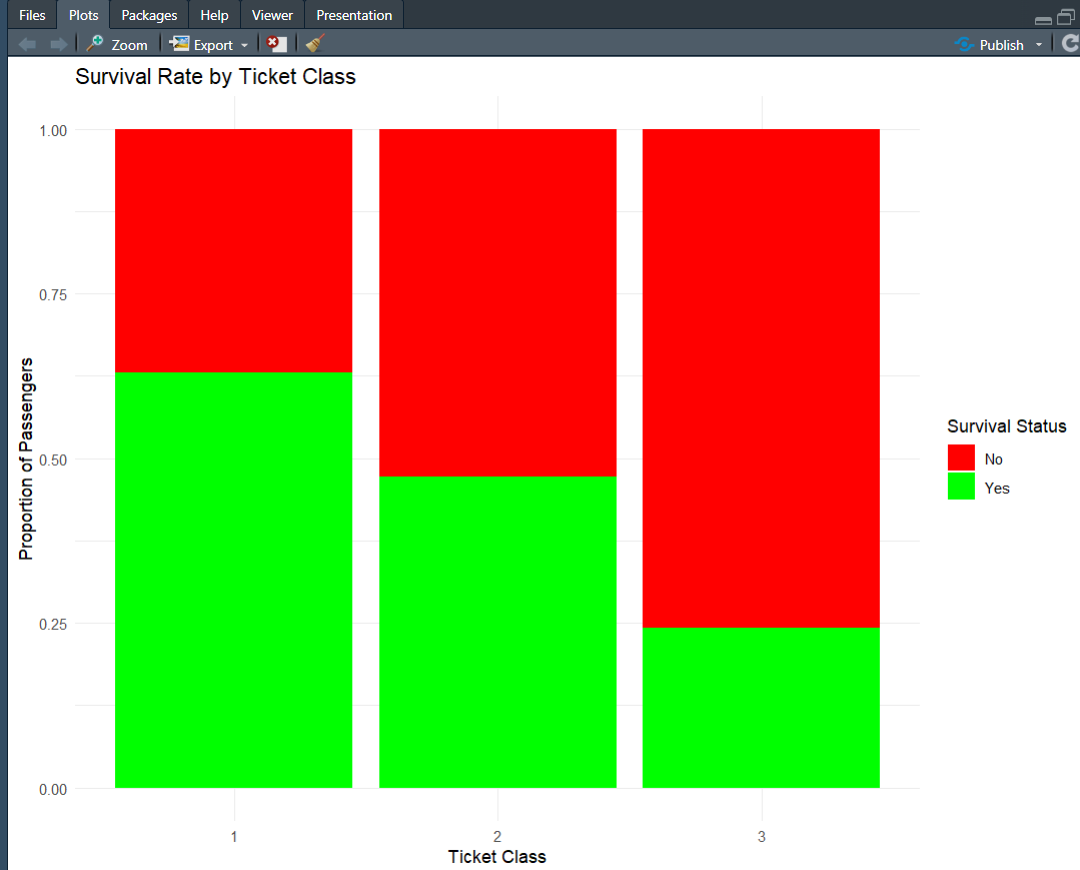 Files Plots Packages Help Viewer Presentation
Zoom Export Publish
Survival Rate by Ticket Class
1.00
0.75
0.50
0.25
0.00
Proportion of Passengers
1 2 3
Ticket Class
Survival Status
No
Yes